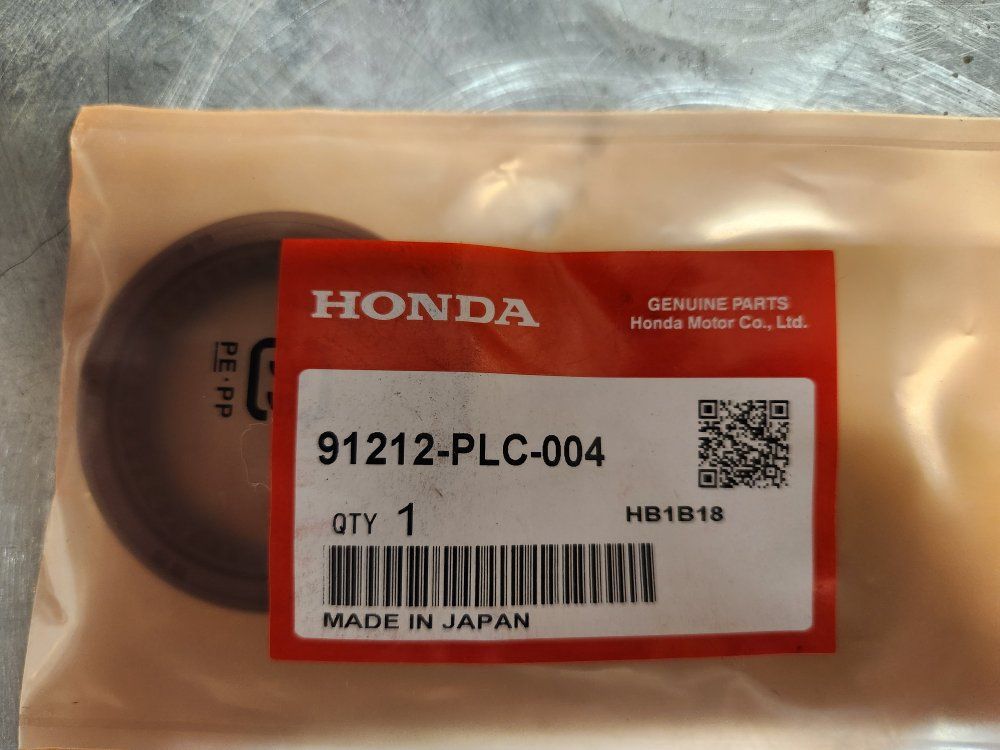 HONDA
GENUINE PARTS
Honda Motor Co., Ltd.
PE・PP
91212-PLC-004
QTY 1
HB1B18
MADE IN JAPAN